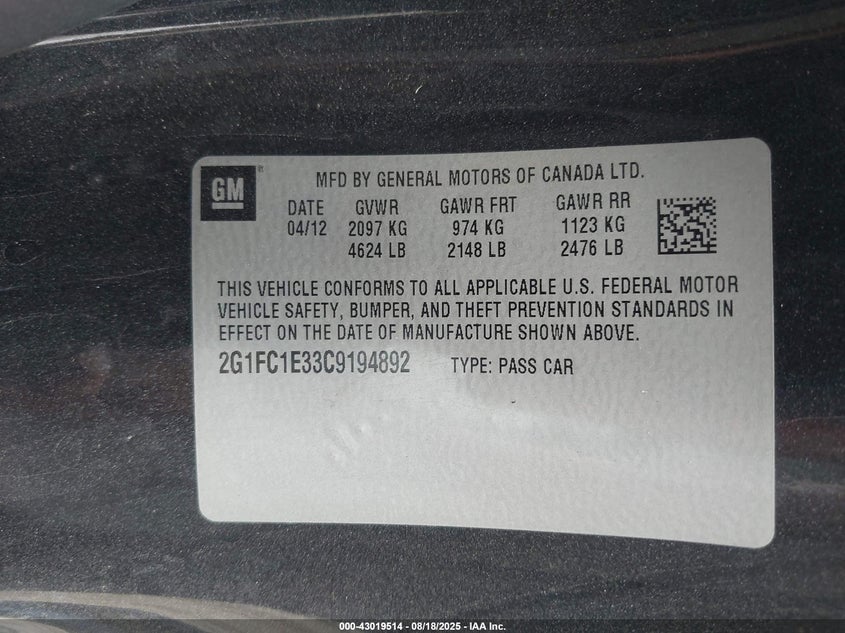 GM
MFD BY GENERAL MOTORS OF CANADA LTD.
DATE GVWR GAWR FRT GAWR RR
04/12 2097 KG 974 KG 1123 KG
4624 LB 2148 LB 2476 LB
THIS VEHICLE CONFORMS TO ALL APPLICABLE U.S. FEDERAL MOTOR
VEHICLE SAFETY, BUMPER, AND THEFT PREVENTION STANDARDS IN
EFFECT ON THE DATE OF MANUFACTURE SHOWN ABOVE.
2G1FC1E33C9194892 TYPE: PASS CAR
000-43019514 - 08/18/2025 - IAA Inc.